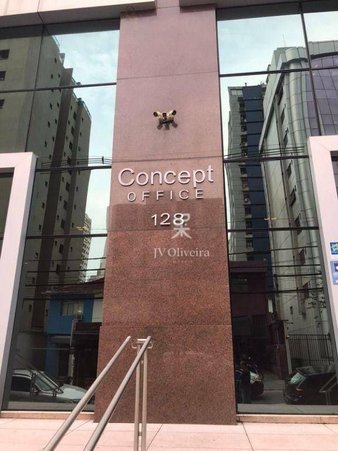 Concept
OFFICE
128
JV Oliveira